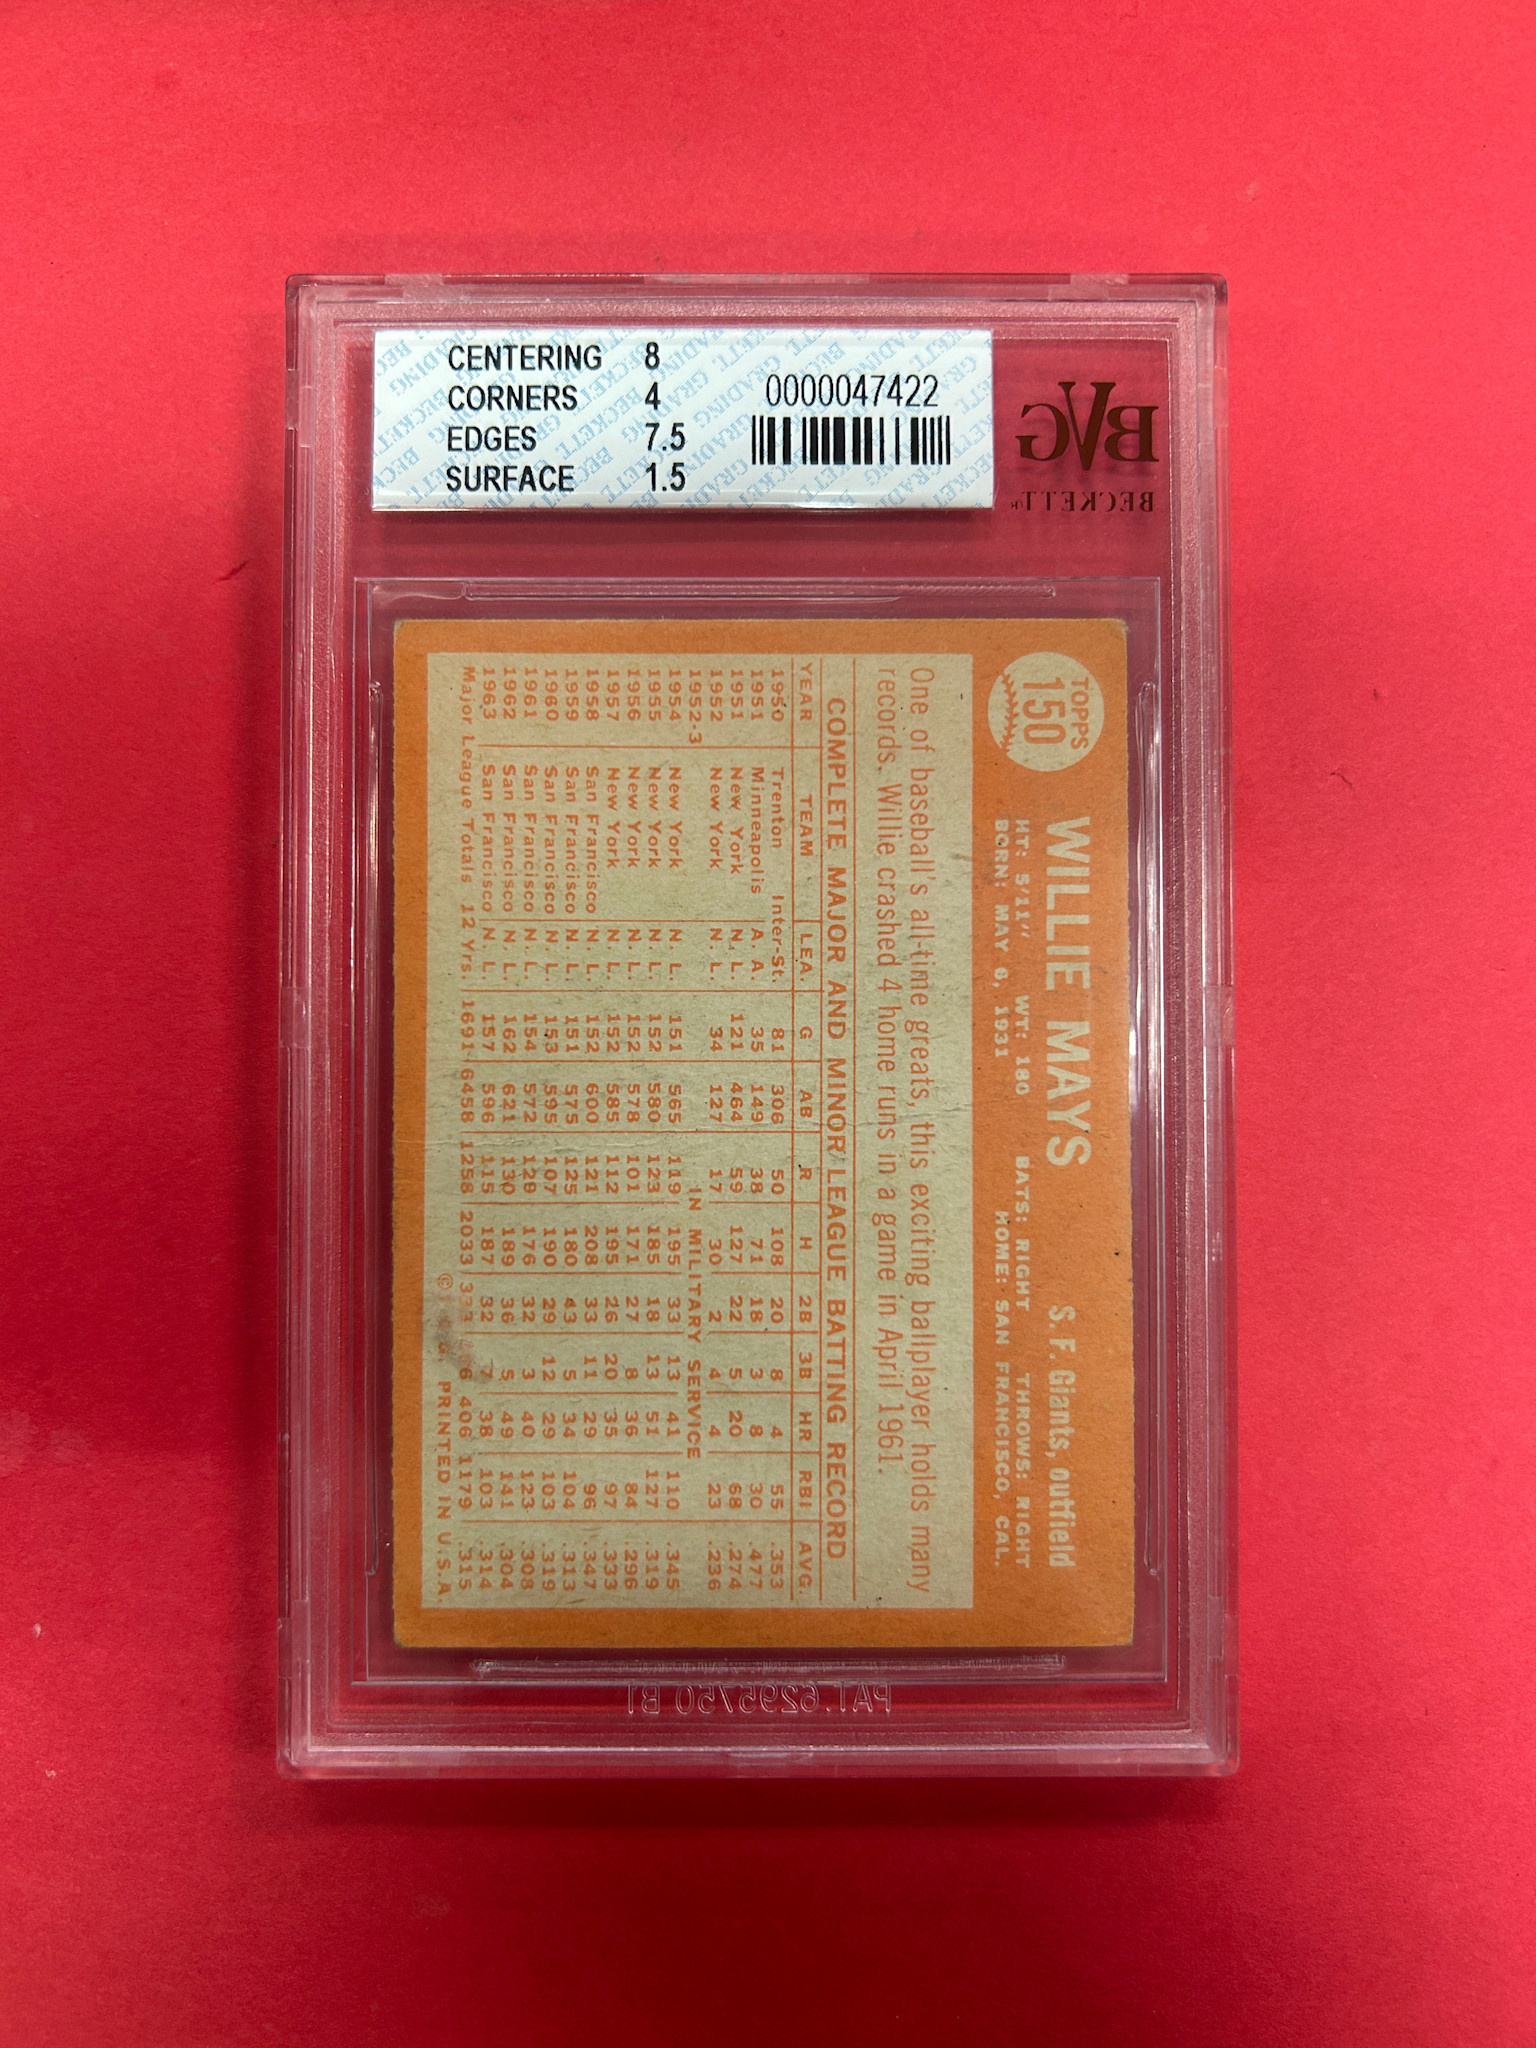 CENTERING 8
CORNERS 4
EDGES 7.5
SURFACE 1.5
0000047422
BVG
BECKETT
TOPPS
150
WILLIE MAYS S. F. Giants, outfield
HT: 5/11" WT: 180 BATS: RIGHT THROWS: RIGHT
BORN: MAY 6, 1931 HOME: SAN FRANCISCO, CAL.
One of baseball's all-time greats, this exciting ballplayer holds many
records. Willie crashed 4 home runs in a game in April 1961.
COMPLETE MAJOR AND MINOR LEAGUE BATTING RECORD
YEAR TEAM LEA. G AB R H 2B 3B HR RBI AVG.
1950 Trenton Inter-St. 81 306 50 108 20 8 4 55 .353
1951 Minneapolis A. A. 35 149 38 71 18 3 8 30 .477
1951 New York N. L. 121 464 59 127 22 5 20 68 .274
1952 New York N. L. 34 127 17 30 2 4 4 23 .236
1952-3 IN MILITARY SERVICE
1954 New York N. L. 151 565 119 195 33 13 41 110 .345
1955 New York N. L. 152 580 123 185 18 13 51 127 .319
1956 New York N. L. 152 578 101 171 27 8 36 84 .296
1957 New York N. L. 152 585 112 195 26 20 35 97 .333
1958 San Francisco N. L. 152 600 121 208 33 11 29 96 .347
1959 San Francisco N. L. 151 575 125 180 43 5 34 104 .313
1960 San Francisco N. L. 153 595 107 190 29 12 29 103 .319
1961 San Francisco N. L. 154 572 129 176 32 3 40 123 .308
1962 San Francisco N. L. 162 621 130 189 36 5 49 141 .304
1963 San Francisco N. L. 157 596 115 187 32 7 38 103 .314
Major League Totals 12 Yrs. 1691 6458 1258 2033 333 406 1179 .315
© PRINTED IN U.S.A.
PAT. 6295750 B1